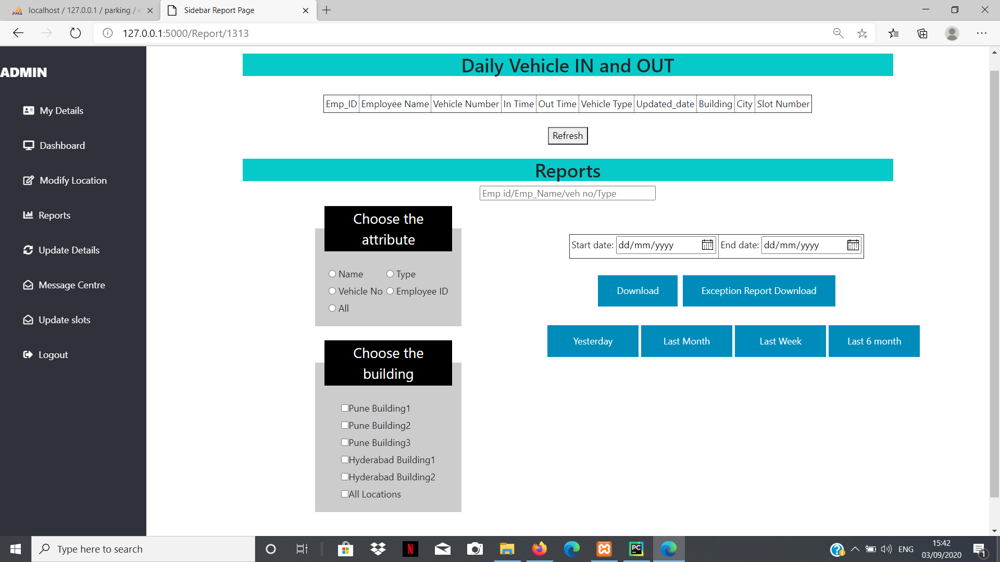 localhost / 127.0.0.1 / parking / e
Sidebar Report Page
127.0.0.1:5000/Report/1313
ADMIN
My Details
Dashboard
Modify Location
Reports
Update Details
Message Centre
Update slots
Logout
Daily Vehicle IN and OUT
Emp_ID Employee Name Vehicle Number In Time Out Time Vehicle Type Updated_date Building City Slot Number
Refresh
Reports
Emp id/Emp_Name/veh no/Type
Choose the
attribute
Name Type
Vehicle No Employee ID
All
Choose the
building
Pune Building1
Pune Building2
Pune Building3
Hyderabad Building1
Hyderabad Building2
All Locations
Start date: dd/mm/yyyy End date: dd/mm/yyyy
Download Exception Report Download
Yesterday Last Month Last Week Last 6 month
Type here to search
PC
ENG
15:42
03/09/2020
1